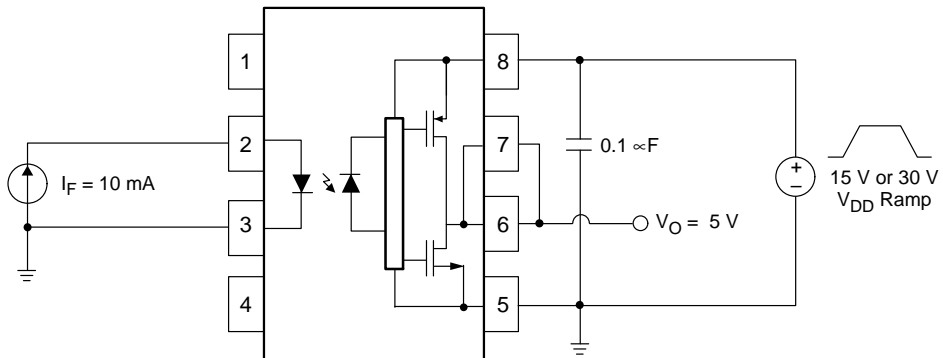 1
8
2
7
0.1 ∝F
I_F = 10 mA
+
–
15 V or 30 V
V_DD Ramp
3
6
V_O = 5 V
4
5